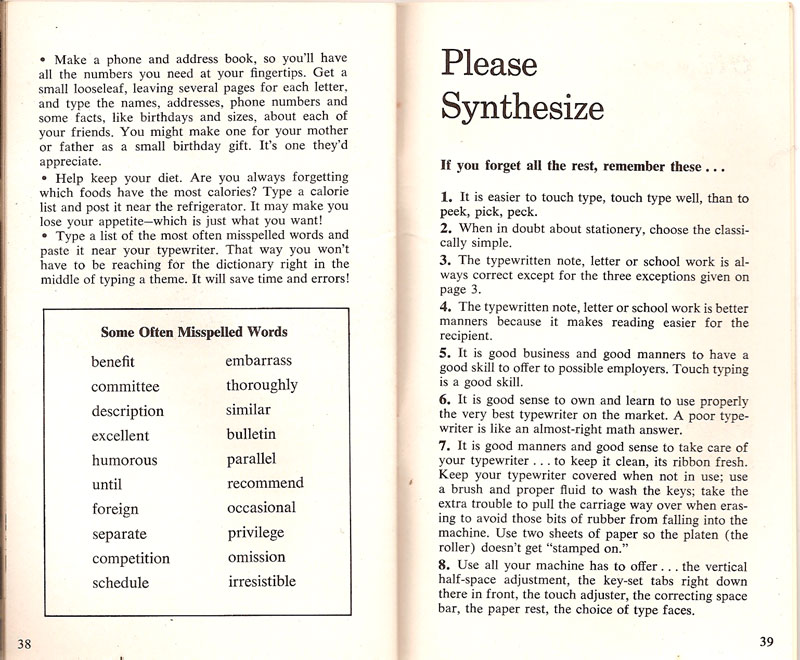 • Make a phone and address book, so you'll have
all the numbers you need at your fingertips. Get a
small looseleaf, leaving several pages for each letter,
and type the names, addresses, phone numbers and
some facts, like birthdays and sizes, about each of
your friends. You might make one for your mother
or father as a small birthday gift. It's one they'd
appreciate.
• Help keep your diet. Are you always forgetting
which foods have the most calories? Type a calorie
list and post it near the refrigerator. It may make you
lose your appetite—which is just what you want!
• Type a list of the most often misspelled words and
paste it near your typewriter. That way you won't
have to be reaching for the dictionary right in the
middle of typing a theme. It will save time and errors!
Some Often Misspelled Words
benefit embarrass
committee thoroughly
description similar
excellent bulletin
humorous parallel
until recommend
foreign occasional
separate privilege
competition omission
schedule irresistible
38
Please
Synthesize
If you forget all the rest, remember these . . .
1. It is easier to touch type, touch type well, than to
peek, pick, peck.
2. When in doubt about stationery, choose the classi-
cally simple.
3. The typewritten note, letter or school work is al-
ways correct except for the three exceptions given on
page 3.
4. The typewritten note, letter or school work is better
manners because it makes reading easier for the
recipient.
5. It is good business and good manners to have a
good skill to offer to possible employers. Touch typing
is a good skill.
6. It is good sense to own and learn to use properly
the very best typewriter on the market. A poor type-
writer is like an almost-right math answer.
7. It is good manners and good sense to take care of
your typewriter . . . to keep it clean, its ribbon fresh.
Keep your typewriter covered when not in use; use
a brush and proper fluid to wash the keys; take the
extra trouble to pull the carriage way over when eras-
ing to avoid those bits of rubber from falling into the
machine. Use two sheets of paper so the platen (the
roller) doesn't get "stamped on."
8. Use all your machine has to offer . . . the vertical
half-space adjustment, the key-set tabs right down
there in front, the touch adjuster, the correcting space
bar, the paper rest, the choice of type faces.
39